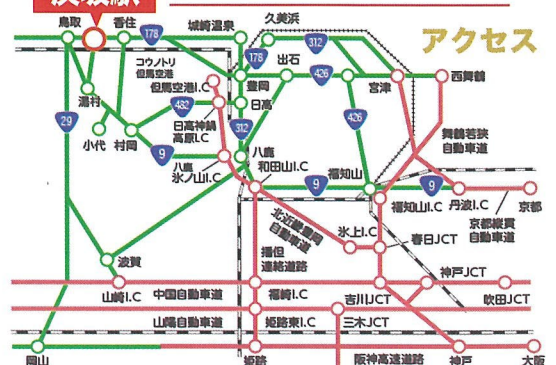 アクセス
鳥取
香住
178
城崎温泉
久美浜
312
178
コウノトリ
但馬空港
但馬空港I.C
豊岡
出石
426
宮津
西舞鶴
湯村
482
日高
29
小代
村岡
日高神鍋
高原I.C
312
426
舞鶴若狭
自動車道
9
八鹿
氷ノ山I.C
八鹿
和田山I.C
9
福知山
9
福知山I.C
丹波I.C
京都
京都縦貫
自動車道
北近畿豊岡
自動車道
氷上I.C
春日JCT
波賀
播但
連絡道路
神戸JCT
山崎I.C
中国自動車道
福崎I.C
吉川JCT
吹田JCT
山陽自動車道
姫路東I.C
三木JCT
岡山
姫路
阪神高速道路
神戸
大阪